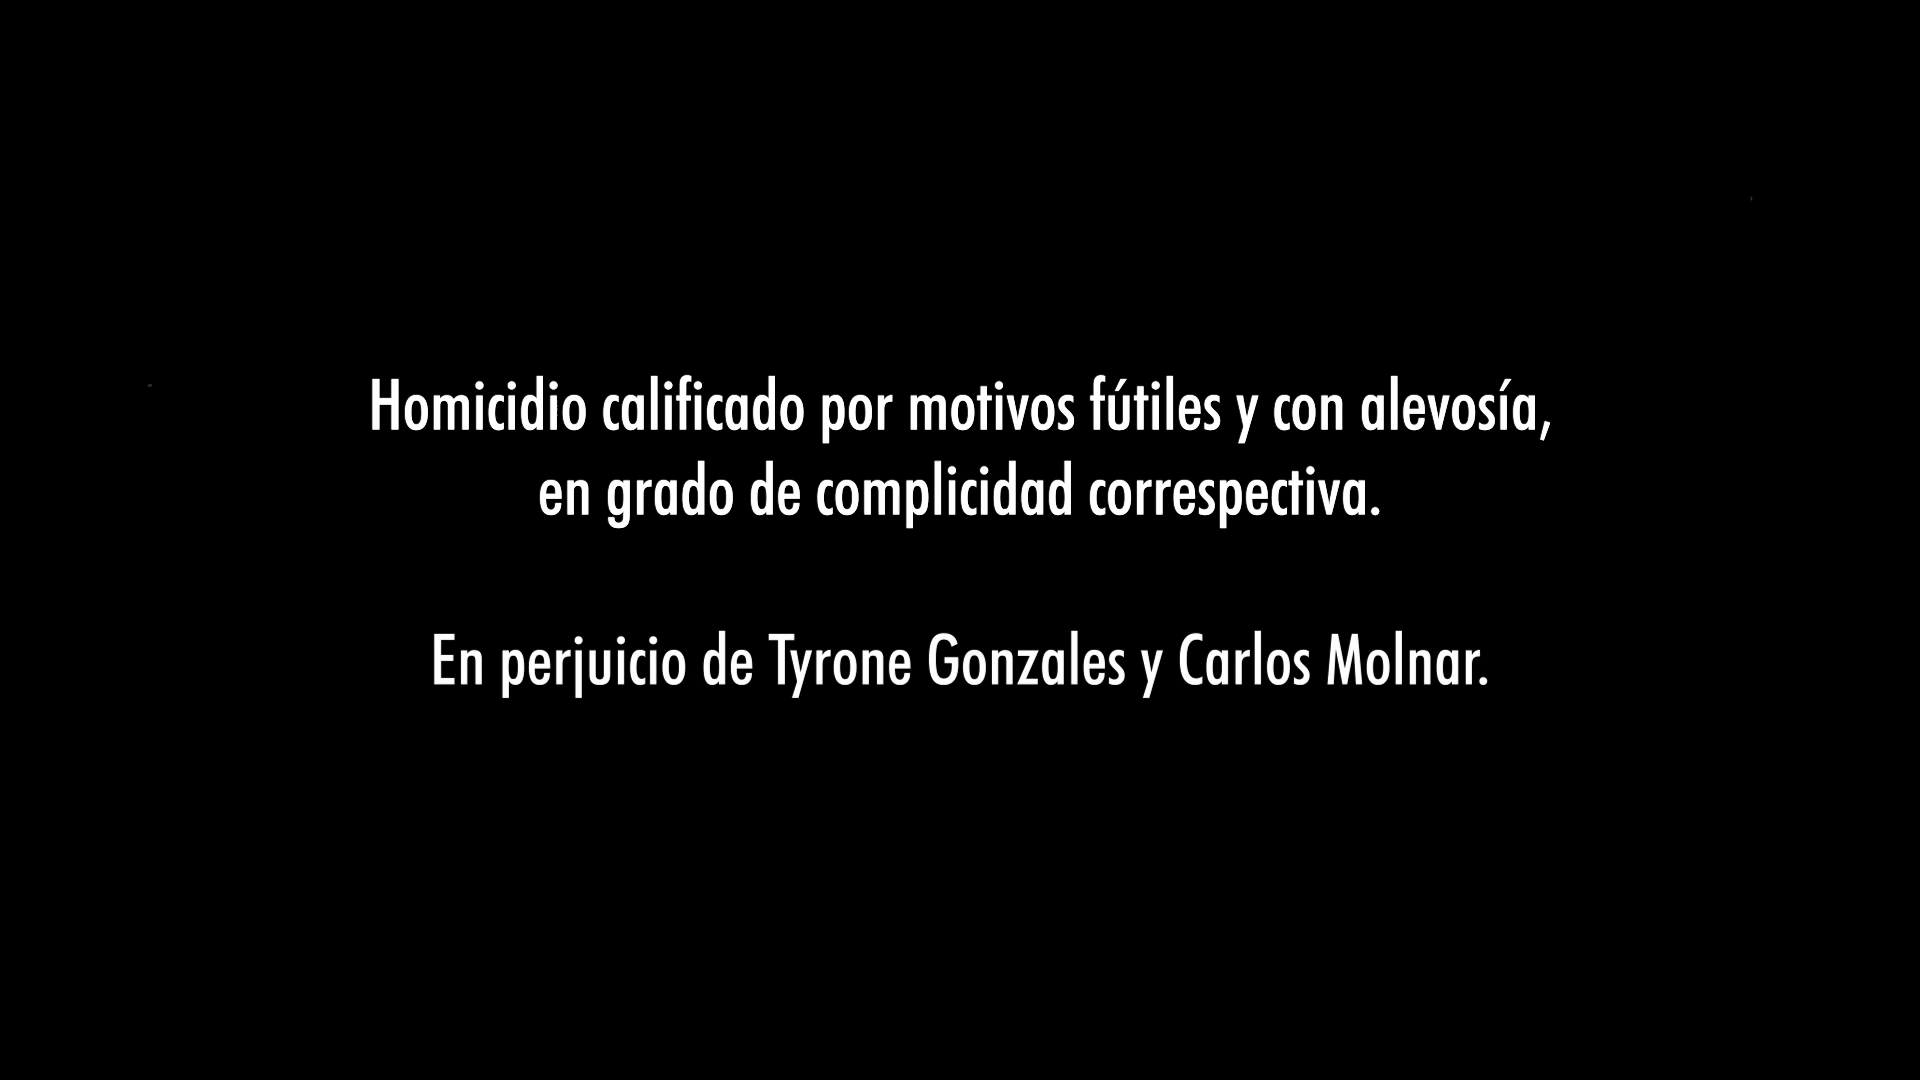 Homicidio calificado por motivos fútiles y con alevosía,
en grado de complicidad correspectiva.
En perjuicio de Tyrone Gonzales y Carlos Molnar.